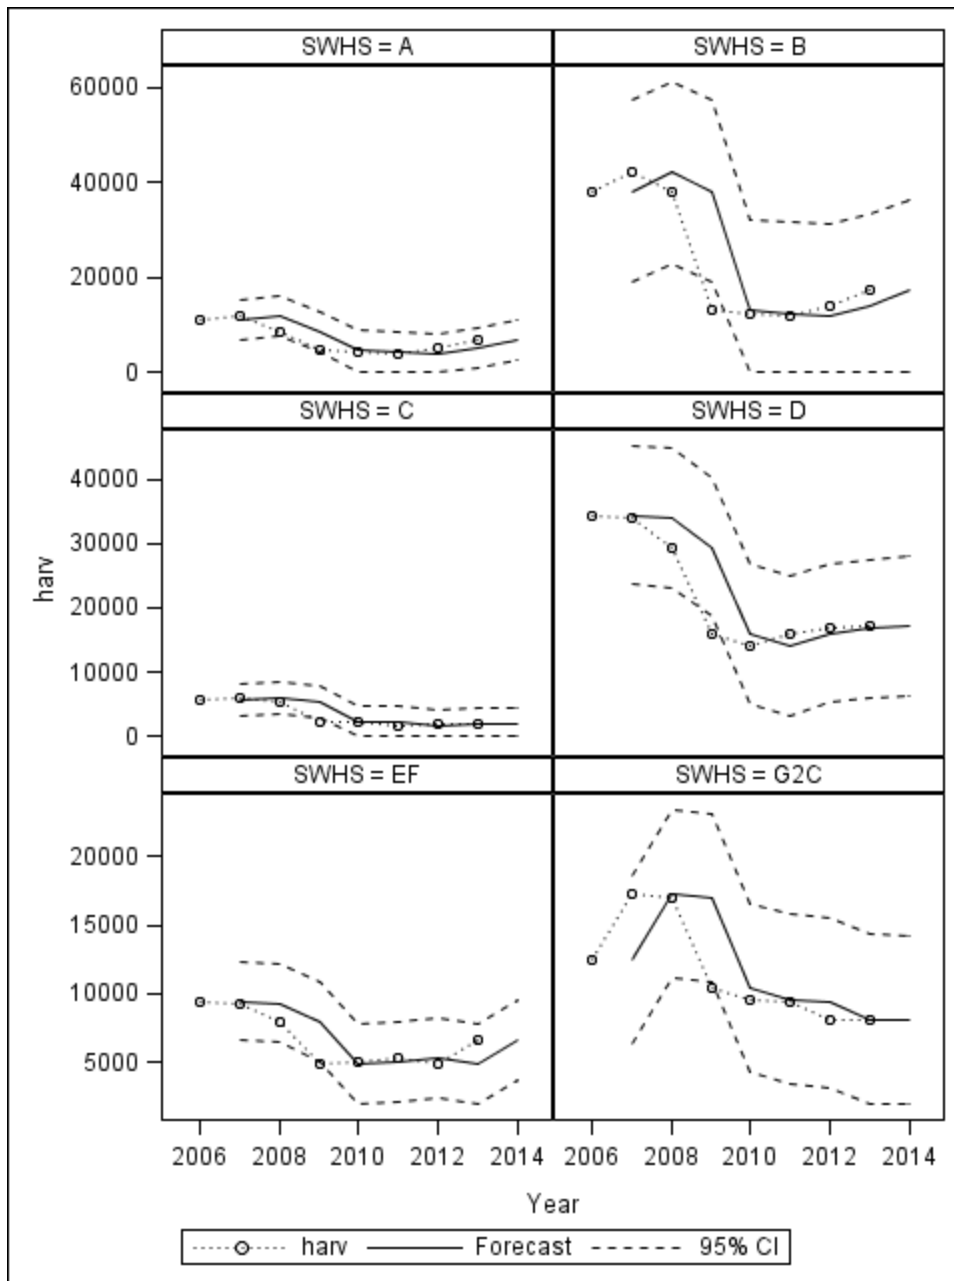 SWHS = A SWHS = B
60000
40000
20000
0
SWHS = C SWHS = D
40000
30000
20000
10000
0
harv
SWHS = EF SWHS = G2C
20000
15000
10000
5000
2006 2008 2010 2012 2014 2006 2008 2010 2012 2014
Year
harv Forecast 95% CI